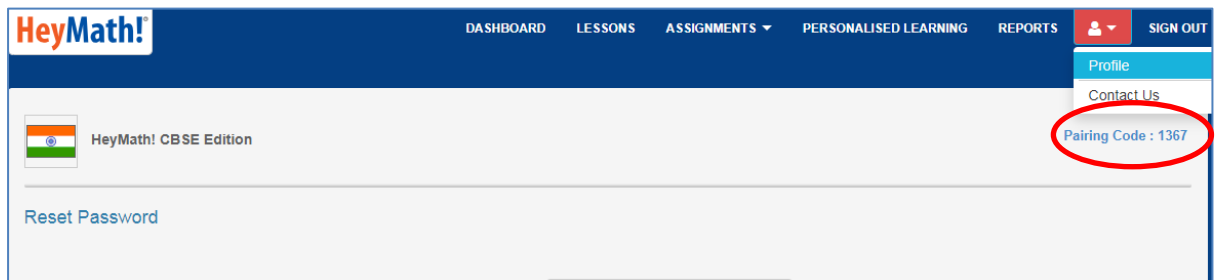 HeyMath! DASHBOARD LESSONS ASSIGNMENTS PERSONALISED LEARNING REPORTS SIGN OUT
Profile
Contact Us
HeyMath! CBSE Edition Pairing Code : 1367
Reset Password